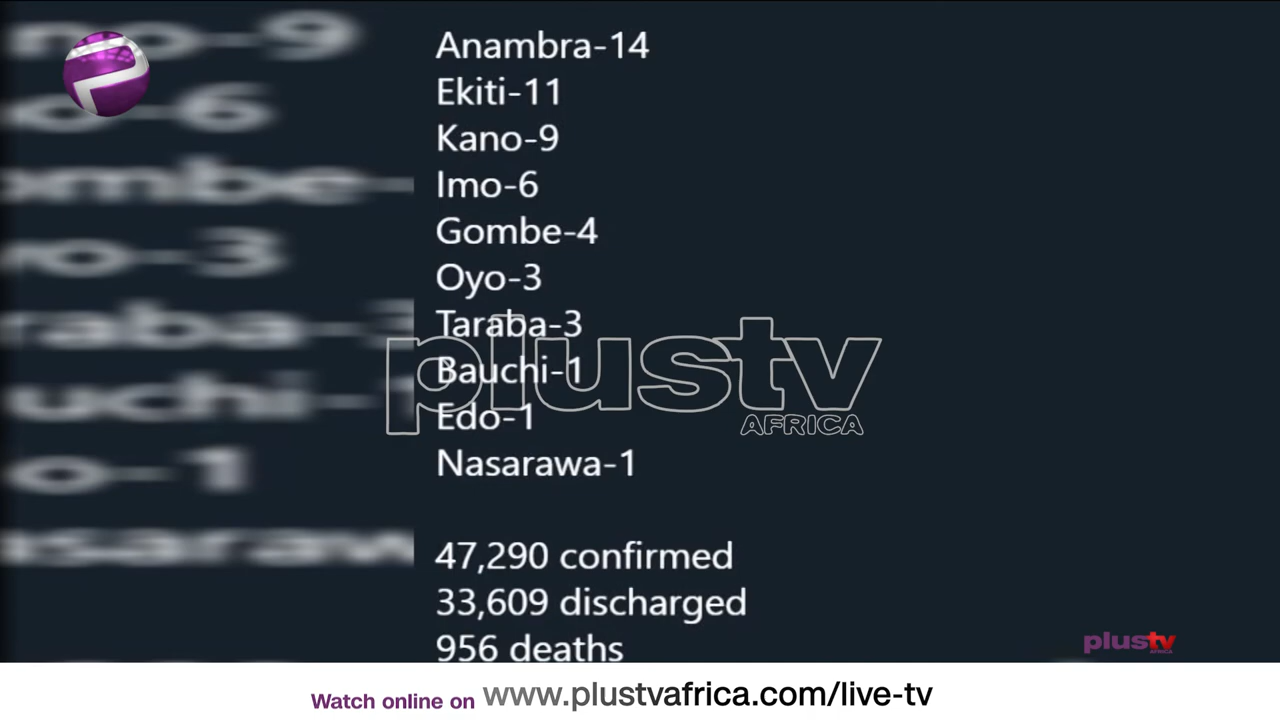 Anambra-14
Ekiti-11
Kano-9
Imo-6
Gombe-4
Oyo-3
Taraba-3
Bauchi-1
Edo-1
Nasarawa-1
47,290 confirmed
33,609 discharged
956 deaths
plustv
AFRICA
plustv
AFRICA
Watch online on www.plustvafrica.com/live-tv